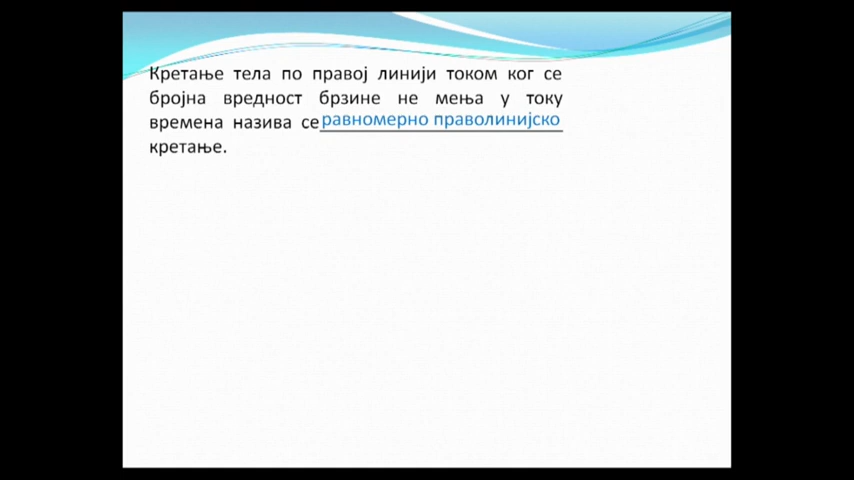 Кретање тела по правој линији током ког се
бројна вредност брзине не мења у току
времена назива се равномерно праволинијско
кретање.